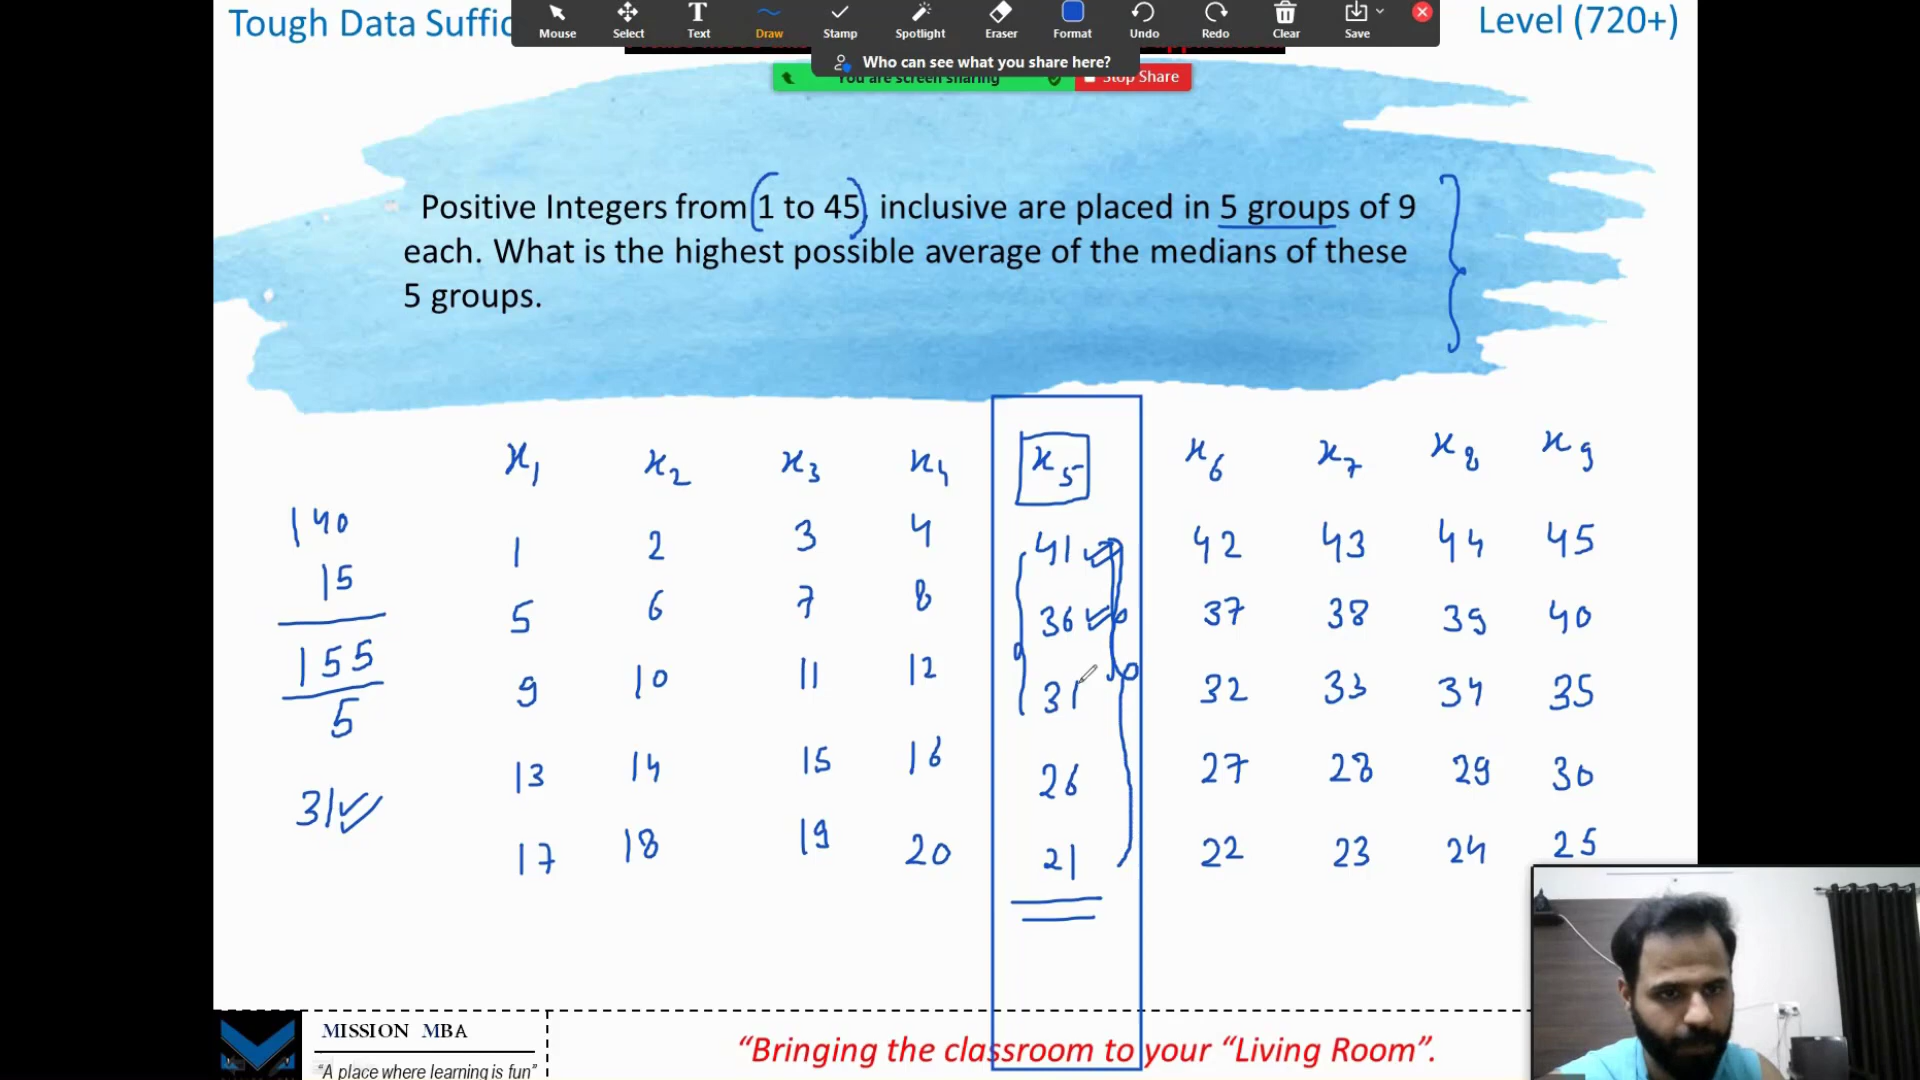 Tough Data Suffic
Level (720+)
Mouse Select Text Draw Stamp Spotlight Eraser Format Undo Redo Clear Save
Who can see what you share here?
You are screen sharing Stop Share
Positive Integers from 1 to 45, inclusive are placed in 5 groups of 9
each. What is the highest possible average of the medians of these
5 groups.
x1 x2 x3 x4 x5 x6 x7 x8 x9
1 2 3 4 41 42 43 44 45
5 6 7 8 36 37 38 39 40
9 10 11 12 31 32 33 34 35
13 14 15 16 26 27 28 29 30
17 18 19 20 21 22 23 24 25
140
15
155
5
31
MISSION MBA
"A place where learning is fun"
“Bringing the classroom to your “Living Room”.